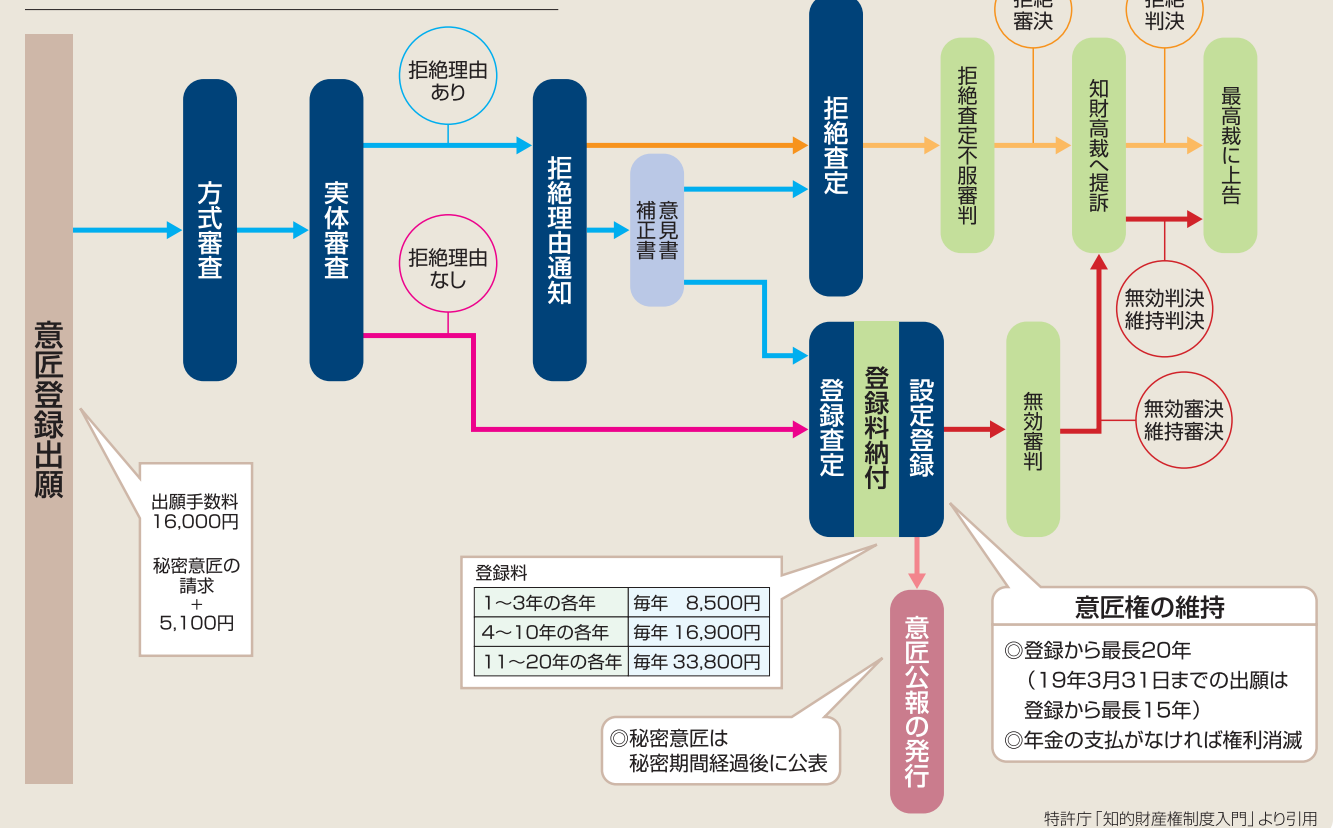 意匠登録出願
方式審査
実体審査
拒絶理由
あり
拒絶理由
なし
拒絶理由通知
意見書
補正書
拒絶査定
拒絶査定不服審判
拒絶
審決
知財高裁へ提訴
拒絶
判決
最高裁に上告
無効判決
維持判決
無効審決
維持審決
登録査定
登録料納付
設定登録
無効審判
出願手数料
16,000円
秘密意匠の
請求
+
5,100円
登録料
1〜3年の各年 毎年 8,500円
4〜10年の各年 毎年 16,900円
11〜20年の各年 毎年 33,800円
意匠公報の発行
◎秘密意匠は
秘密期間経過後に公表
意匠権の維持
◎登録から最長20年
（19年3月31日までの出願は
登録から最長15年）
◎年金の支払がなければ権利消滅
特許庁「知的財産権制度入門」より引用